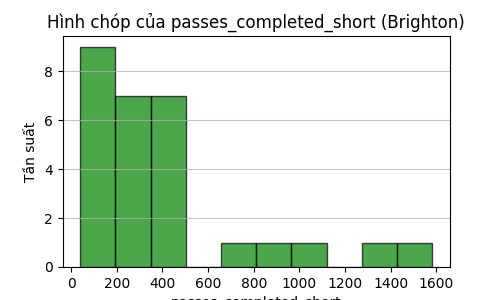 Hình chóp của passes_completed_short (Brighton)
Tần suất
8
6
4
2
0
0 200 400 600 800 1000 1200 1400 1600
passes_completed_short